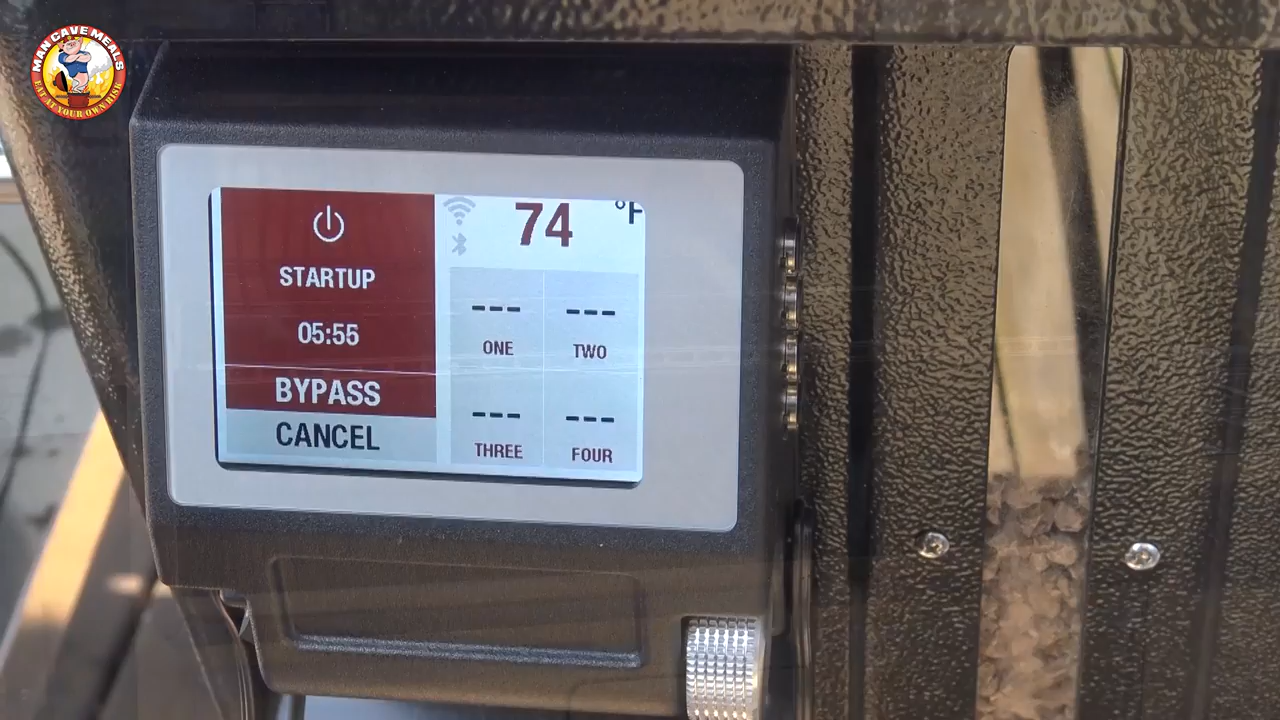 MAN CAVE MEALS
EAT AT YOUR OWN RISK
STARTUP
05:55
BYPASS
CANCEL
74 °F
--- ---
ONE TWO
--- ---
THREE FOUR